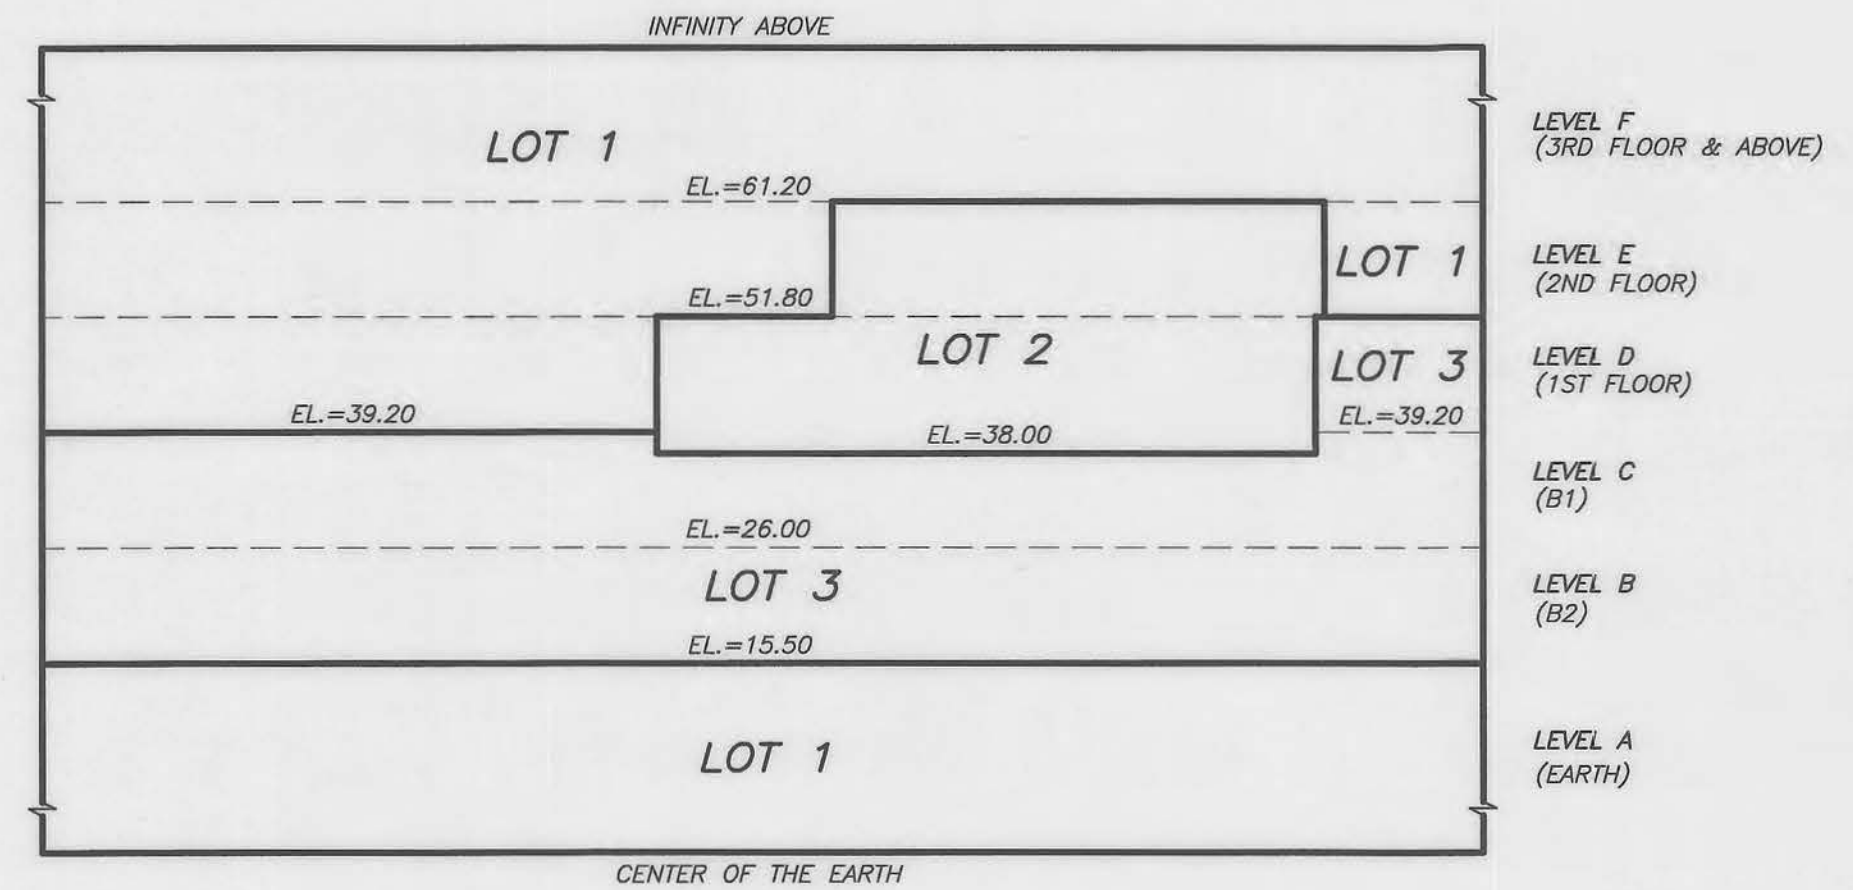 INFINITY ABOVE
LOT 1
LEVEL F
(3RD FLOOR & ABOVE)
EL.=61.20
LOT 1
LEVEL E
(2ND FLOOR)
EL.=51.80
LOT 2
LOT 3
LEVEL D
(1ST FLOOR)
EL.=39.20
EL.=38.00
EL.=39.20
LEVEL C
(B1)
EL.=26.00
LOT 3
LEVEL B
(B2)
EL.=15.50
LOT 1
LEVEL A
(EARTH)
CENTER OF THE EARTH